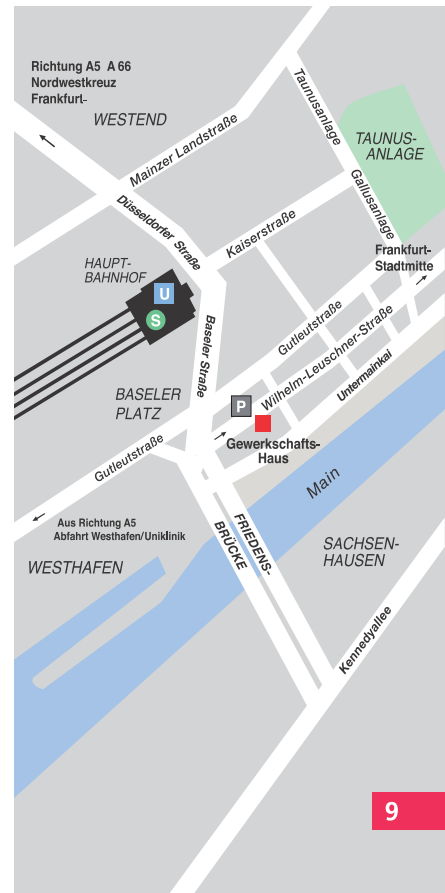 Richtung A5 A 66
Nordwestkreuz
Frankfurt-
WESTEND
Mainzer Landstraße
Taunusanlage
TAUNUS-
ANLAGE
Gallusanlage
Düsseldorfer Straße
Kaiserstraße
Frankfurt-
Stadtmitte
HAUPT-
BAHNHOF
U
S
Baseler Straße
Gutleutstraße
Wilhelm-Leuschner-Straße
Untermainkai
BASELER
PLATZ
P
Gewerkschafts-
Haus
Gutleutstraße
Main
Aus Richtung A5
Abfahrt Westhafen/Uniklinik
WESTHAFEN
FRIEDENS-
BRÜCKE
SACHSEN-
HAUSEN
Kennedyallee
9